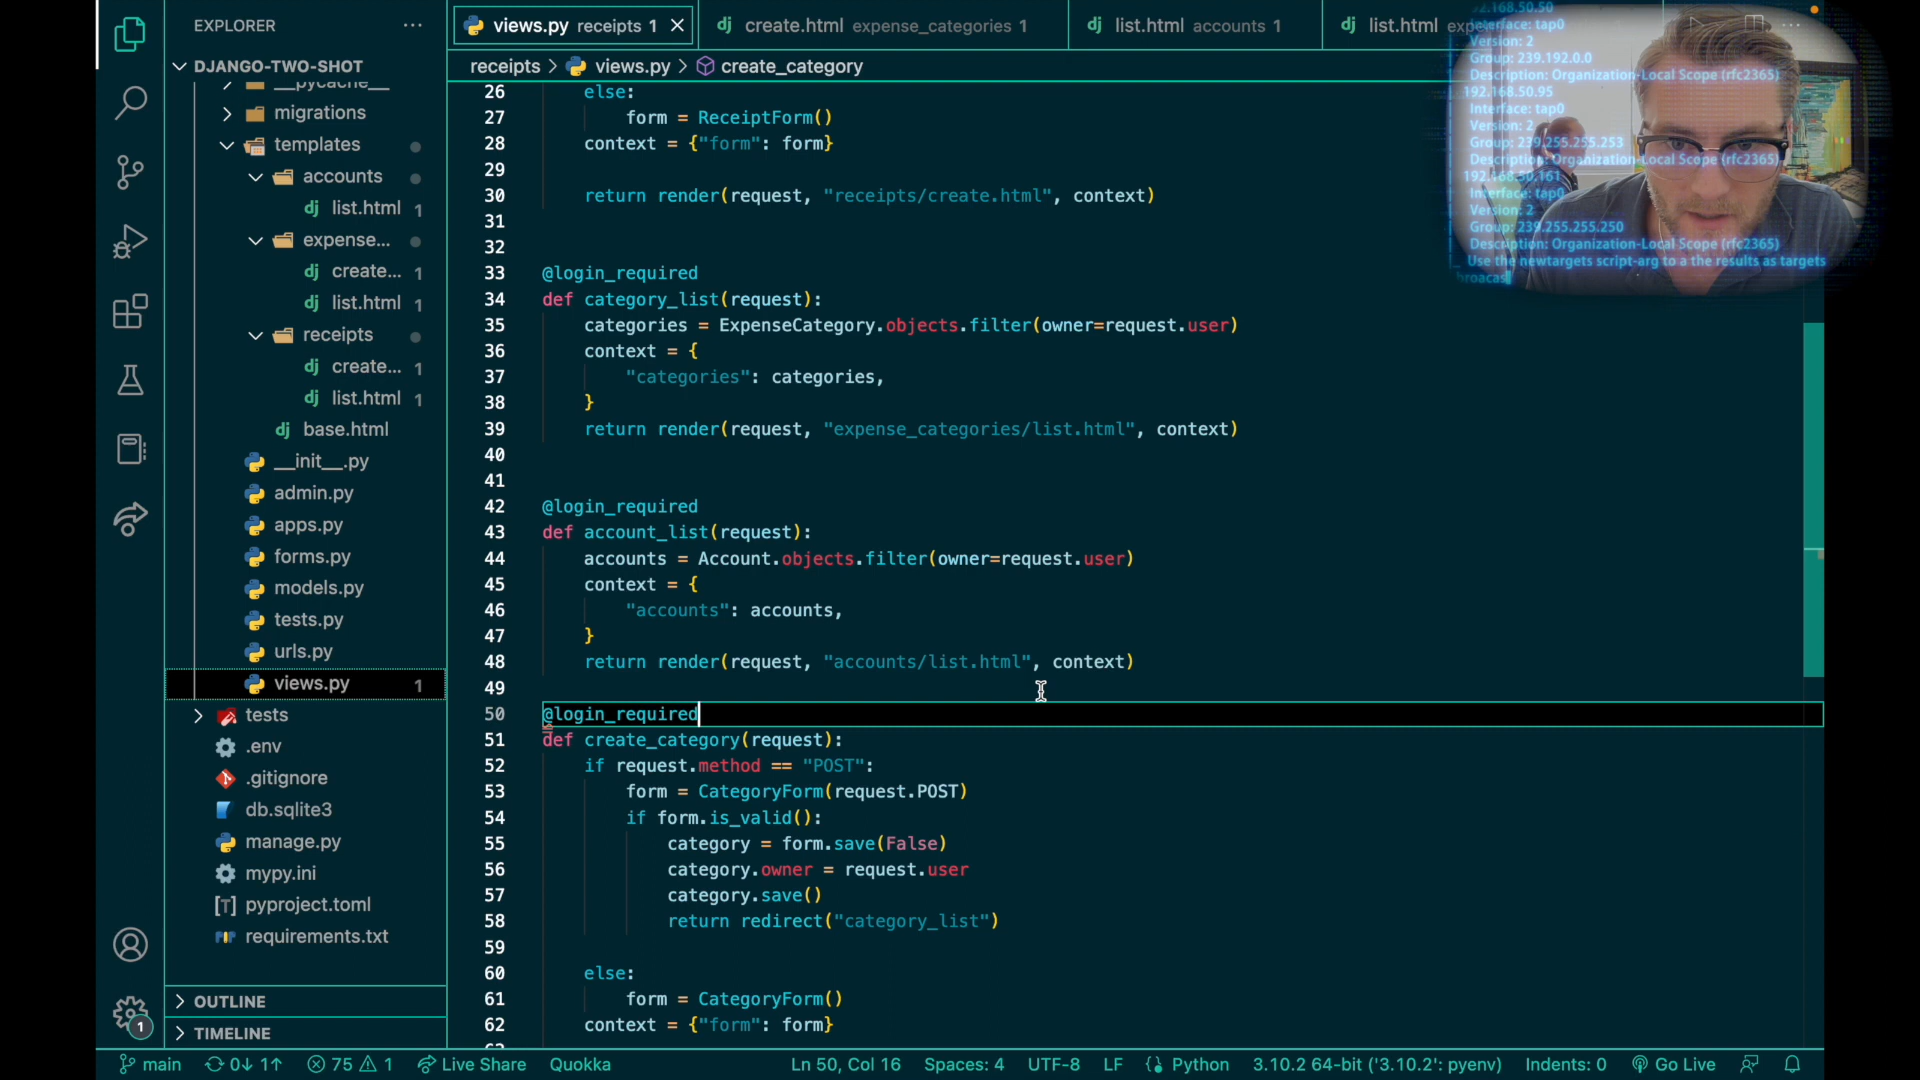 EXPLORER
DJANGO-TWO-SHOT
__pycache__
migrations
templates
accounts
list.html 1
expense...
create... 1
list.html 1
receipts
create... 1
list.html 1
base.html
__init__.py
admin.py
apps.py
forms.py
models.py
tests.py
urls.py
views.py 1
tests
.env
.gitignore
db.sqlite3
manage.py
mypy.ini
pyproject.toml
requirements.txt
OUTLINE
TIMELINE
1
views.py receipts 1
create.html expense_categories 1
list.html accounts 1
list.html
receipts > views.py > create_category
26 else:
27 form = ReceiptForm()
28 context = {"form": form}
29
30 return render(request, "receipts/create.html", context)
31
32
33 @login_required
34 def category_list(request):
35 categories = ExpenseCategory.objects.filter(owner=request.user)
36 context = {
37 "categories": categories,
38 }
39 return render(request, "expense_categories/list.html", context)
40
41
42 @login_required
43 def account_list(request):
44 accounts = Account.objects.filter(owner=request.user)
45 context = {
46 "accounts": accounts,
47 }
48 return render(request, "accounts/list.html", context)
49
50 @login_required
51 def create_category(request):
52 if request.method == "POST":
53 form = CategoryForm(request.POST)
54 if form.is_valid():
55 category = form.save(False)
56 category.owner = request.user
57 category.save()
58 return redirect("category_list")
59
60 else:
61 form = CategoryForm()
62 context = {"form": form}
Interface: tap0
Version: 2
Group: 239.192.0.0
Description: Organization-Local Scope (rfc2365)
192.168.50.95
Interface: tap0
Version: 2
Group: 239.255.255.253
Description: Organization-Local Scope (rfc2365)
192.168.50.161
Interface: tap0
Version: 2
Group: 239.255.255.250
Description: Organization-Local Scope (rfc2365)
Use the newtargets script-arg to a the results as targets
broacas
main 0↓ 1↑ 75 1 Live Share Quokka Ln 50, Col 16 Spaces: 4 UTF-8 LF Python 3.10.2 64-bit ('3.10.2': pyenv) Indents: 0 Go Live